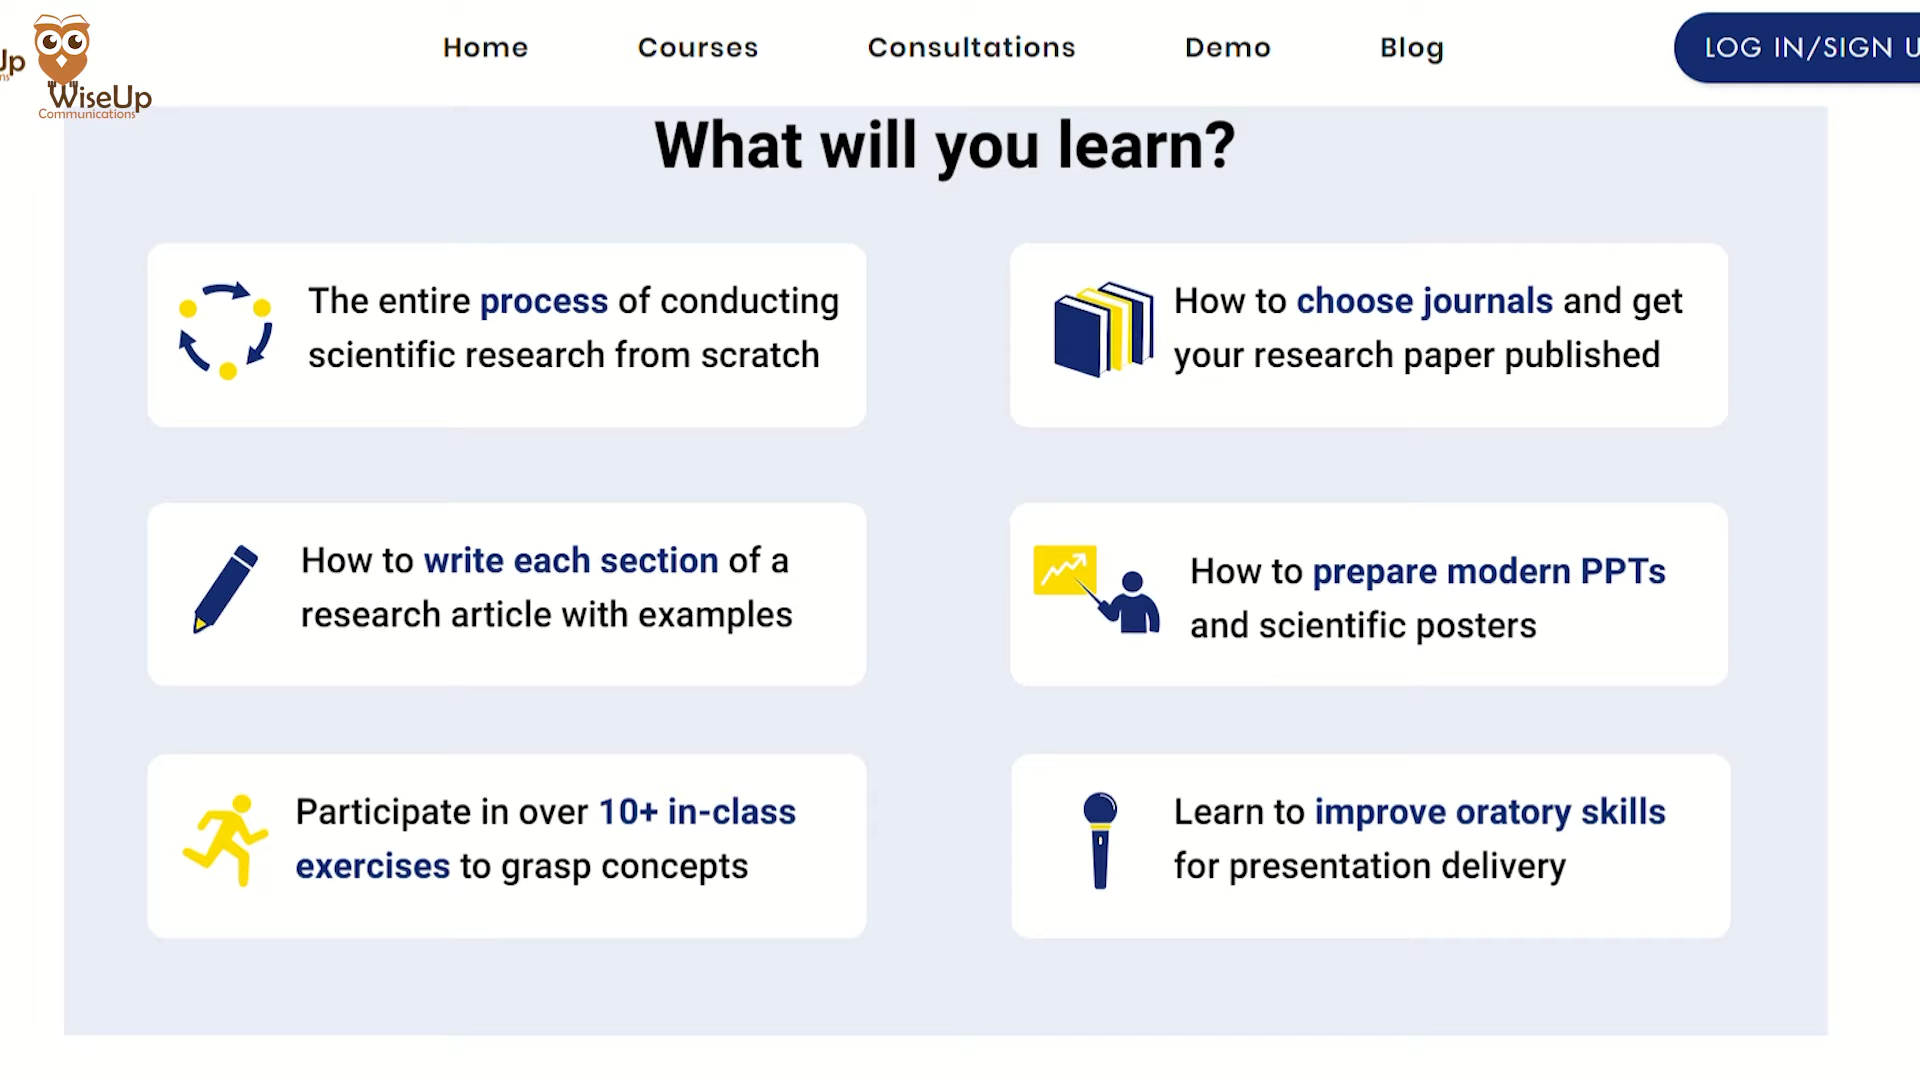 Home Courses Consultations Demo Blog LOG IN/SIGN U
WiseUp
Communications
What will you learn?
The entire process of conducting
scientific research from scratch
How to choose journals and get
your research paper published
How to write each section of a
research article with examples
How to prepare modern PPTs
and scientific posters
Participate in over 10+ in-class
exercises to grasp concepts
Learn to improve oratory skills
for presentation delivery